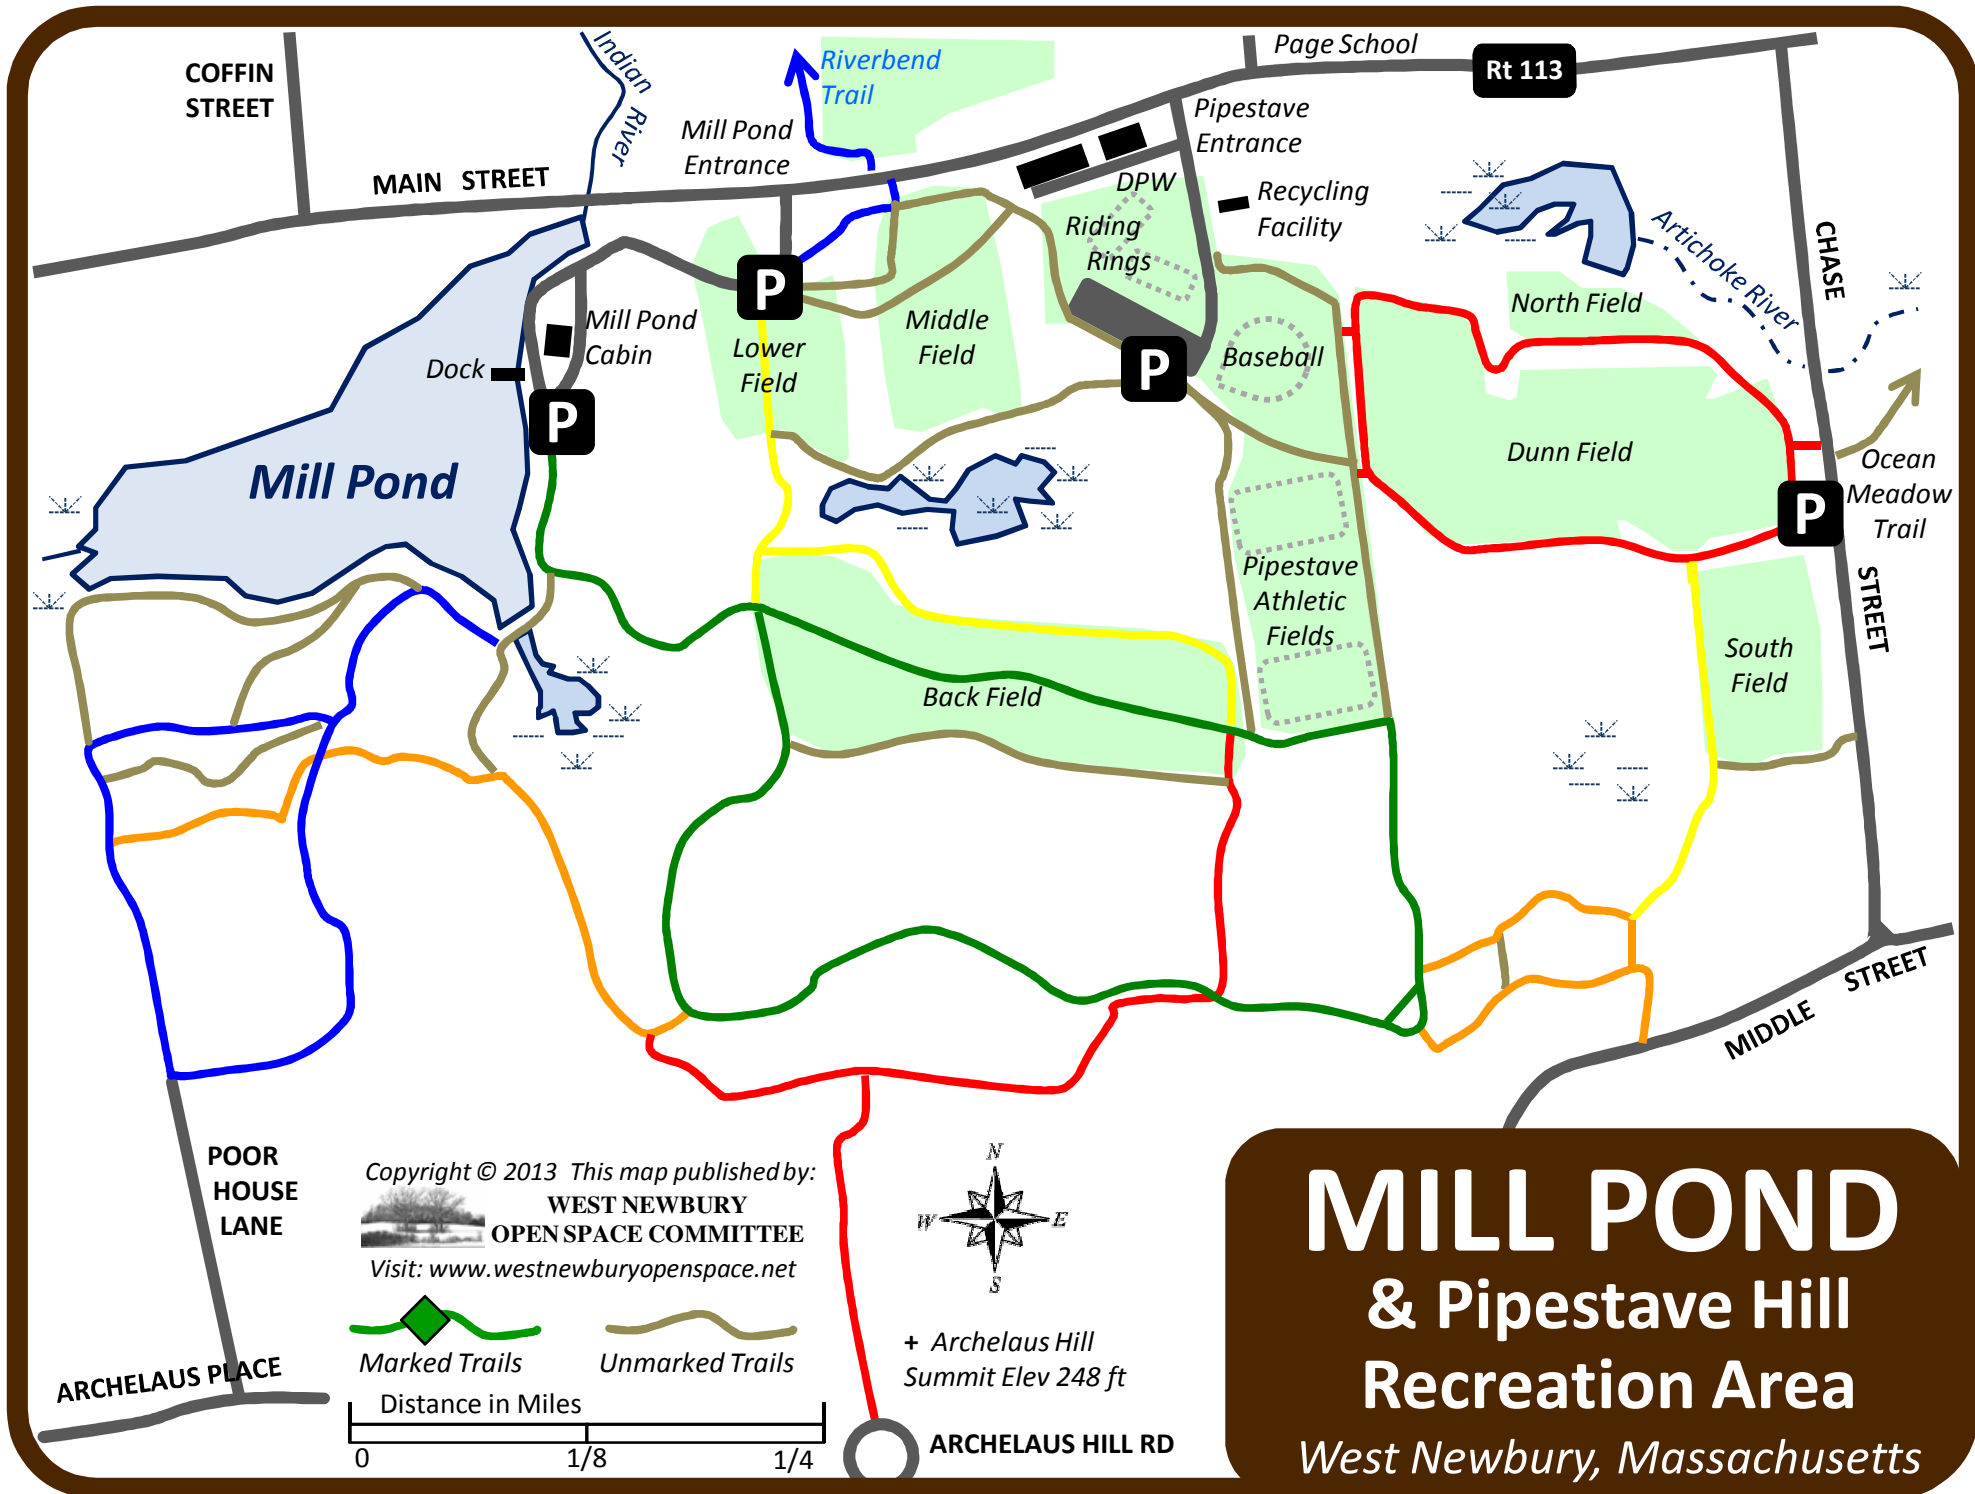 COFFIN
STREET
Indian
River
Riverbend
Trail
Page School
Rt 113
Mill Pond
Entrance
Pipestave
Entrance
MAIN STREET
DPW
Recycling
Facility
Riding
Rings
Artichoke River
CHASE
STREET
P
Mill Pond
Cabin
Dock
Lower
Field
Middle
Field
North Field
Baseball
P
P
Mill Pond
Dunn Field
Ocean
Meadow
Trail
P
Pipestave
Athletic
Fields
South
Field
Back Field
MIDDLE STREET
POOR
HOUSE
LANE
ARCHELAUS PLACE
Copyright © 2013 This map published by:
WEST NEWBURY
OPEN SPACE COMMITTEE
Visit: www.westnewburyopenspace.net
Marked Trails
Unmarked Trails
Distance in Miles
0 1/8 1/4
N
W E
S
+ Archelaus Hill
Summit Elev 248 ft
ARCHELAUS HILL RD
MILL POND
& Pipestave Hill
Recreation Area
West Newbury, Massachusetts